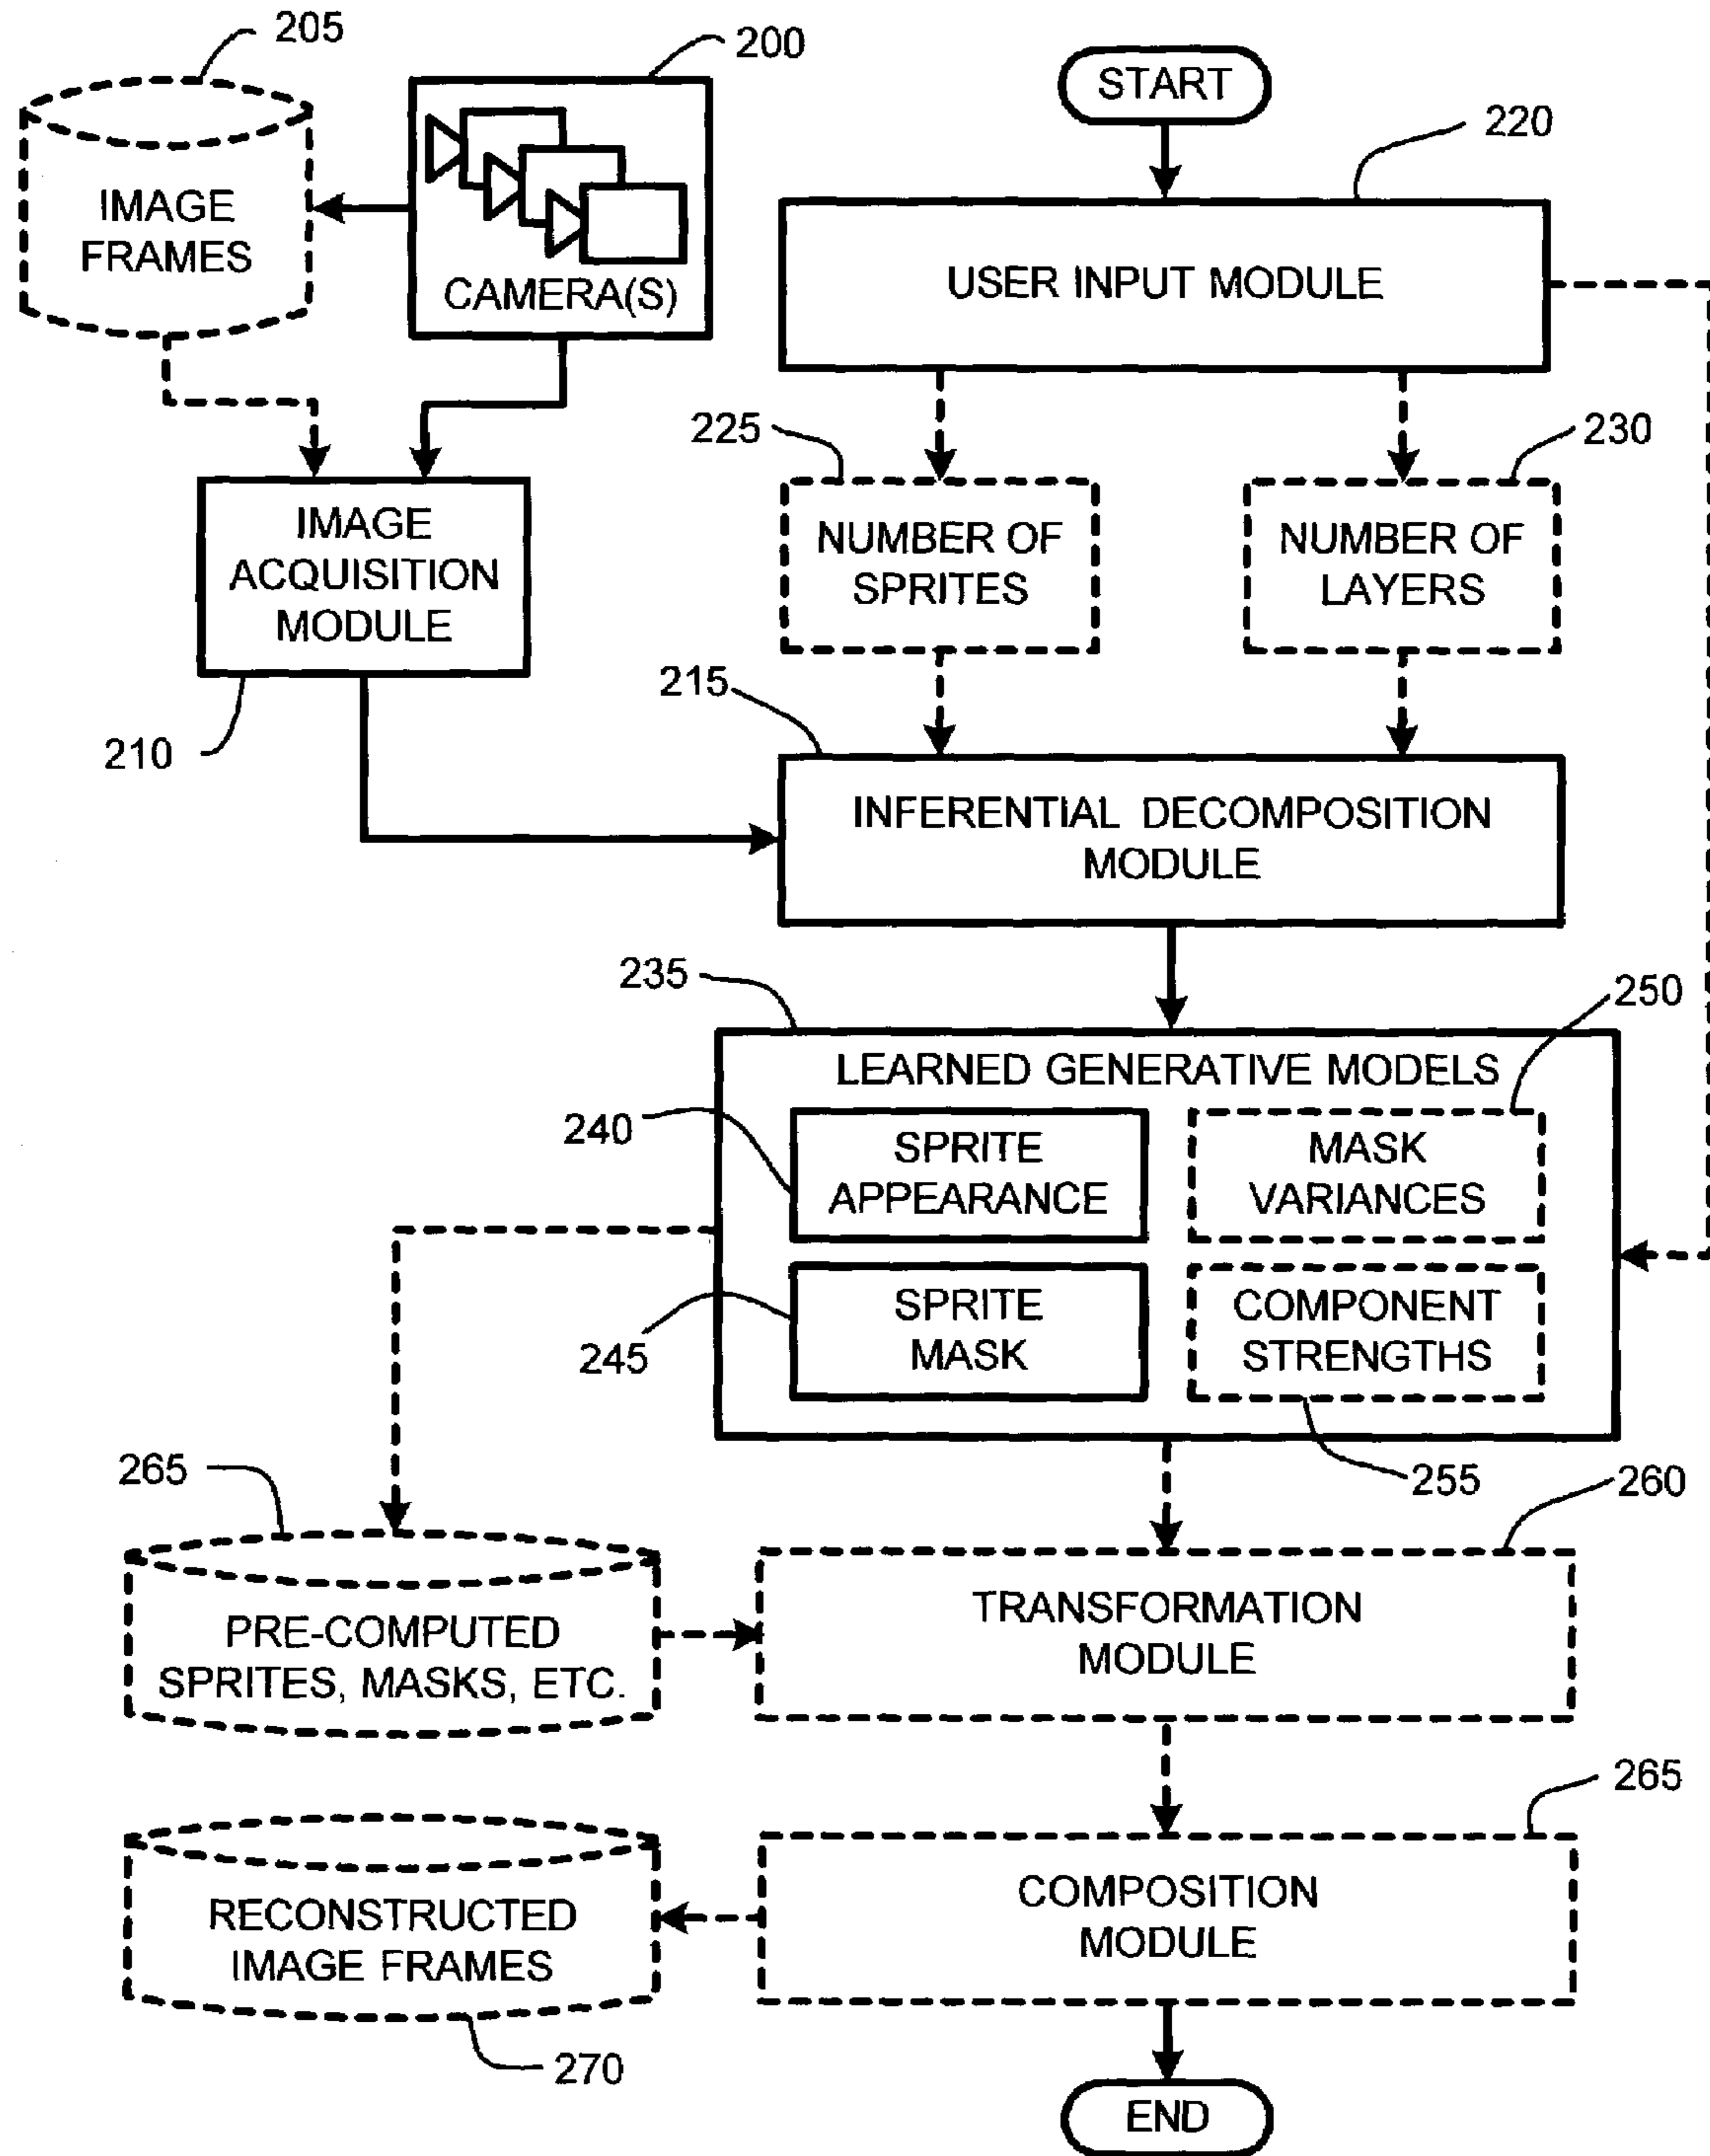 205
200
START
220
IMAGE
FRAMES
CAMERA(S)
USER INPUT MODULE
225
230
IMAGE
ACQUISITION
MODULE
NUMBER OF
SPRITES
NUMBER OF
LAYERS
210
215
INFERENTIAL DECOMPOSITION
MODULE
235
250
LEARNED GENERATIVE MODELS
240
SPRITE
APPEARANCE
MASK
VARIANCES
245
SPRITE
MASK
COMPONENT
STRENGTHS
265
255
260
PRE-COMPUTED
SPRITES, MASKS, ETC.
TRANSFORMATION
MODULE
265
RECONSTRUCTED
IMAGE FRAMES
COMPOSITION
MODULE
270
END